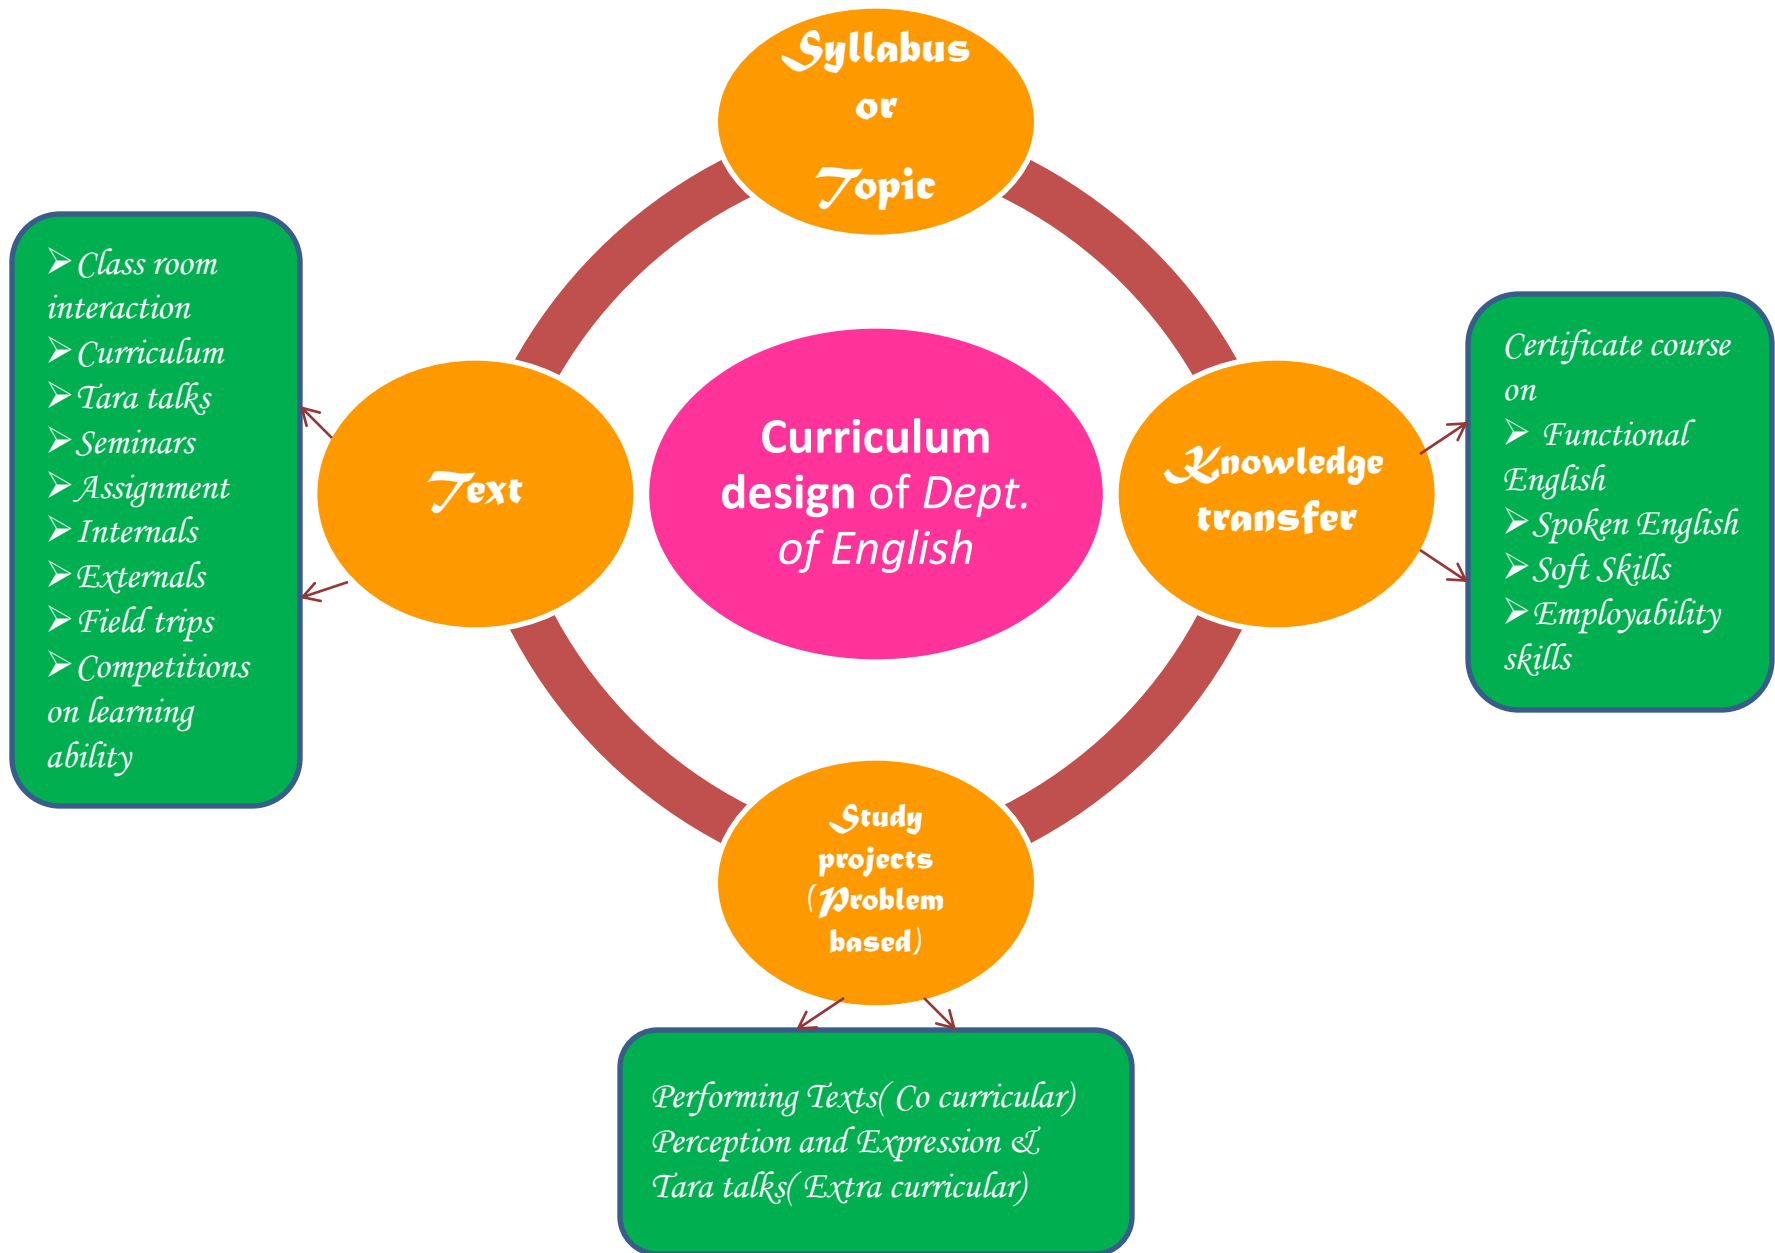 Syllabus
or
Topic
➢Class room
interaction
➢Curriculum
➢Tara talks
➢Seminars
➢Assignment
➢Internals
➢Externals
➢Field trips
➢Competitions
on learning
ability
Text
Curriculum
design of Dept.
of English
Knowledge
transfer
Certificate course
on
➢ Functional
English
➢Spoken English
➢Soft Skills
➢Employability
skills
Study
projects
(Problem
based)
Performing Texts( Co curricular)
Perception and Expression &
Tara talks( Extra curricular)